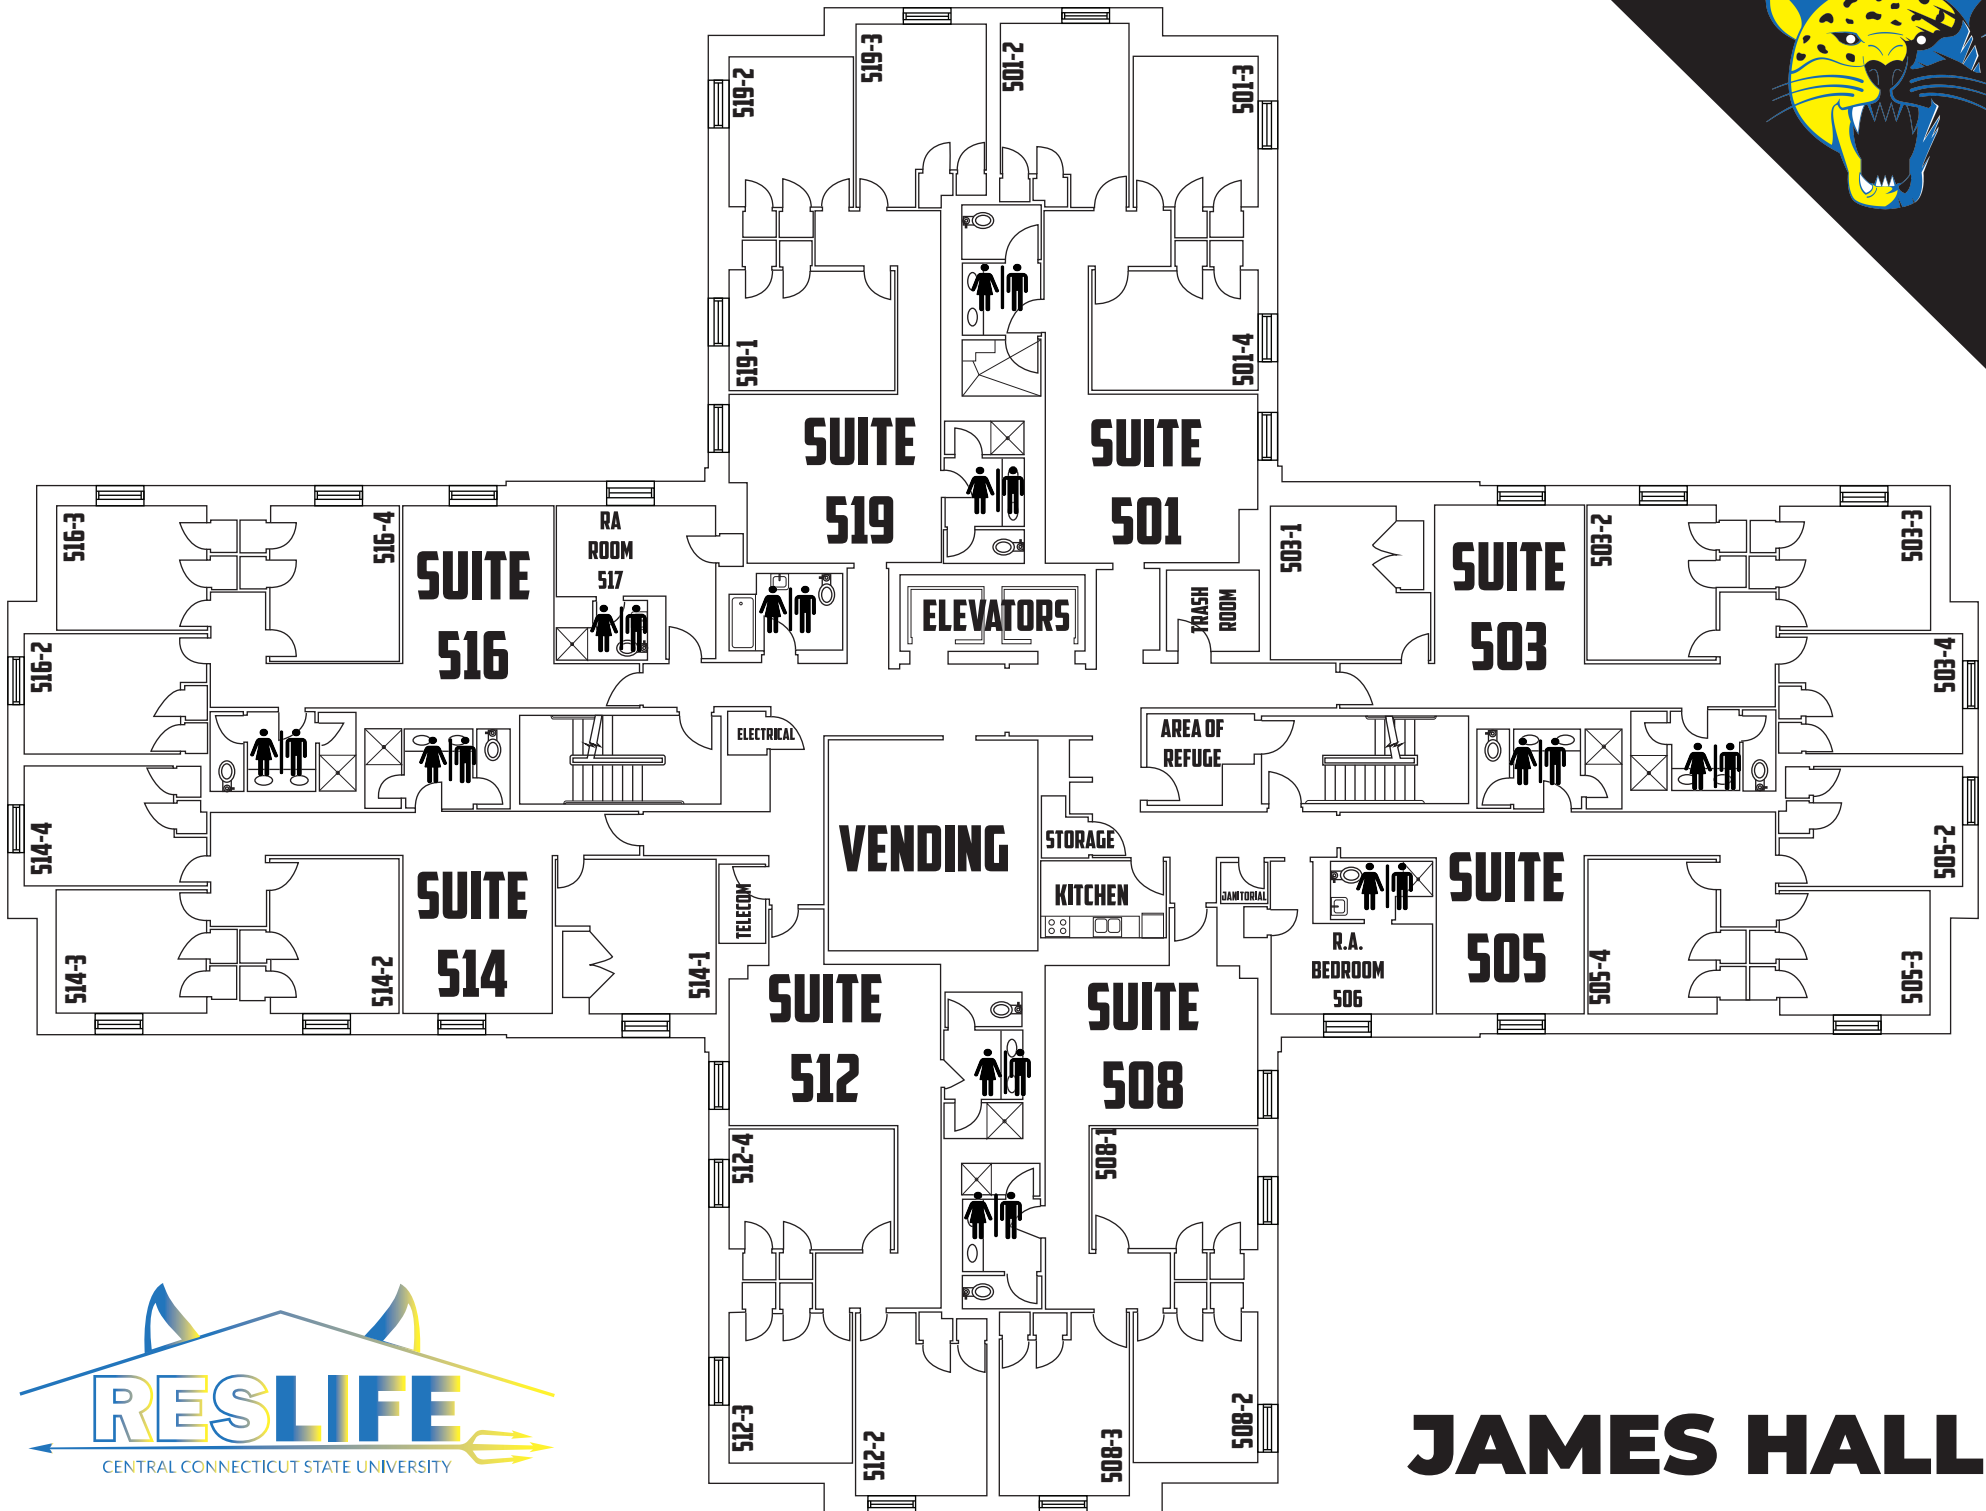 519-3
501-2
519-2
501-3
519-1
501-4
SUITE
519
SUITE
501
516-3
516-4
SUITE
516
RA
ROOM
517
ELEVATORS
TRASH
ROOM
503-1
SUITE
503
503-2
503-3
516-2
503-4
ELECTRICAL
AREA OF
REFUGE
514-4
VENDING
STORAGE
505-2
SUITE
514
TELECOM
KITCHEN
JANITORIAL
SUITE
505
514-3
514-2
514-1
R.A.
BEDROOM
506
505-4
505-3
SUITE
512
SUITE
508
512-4
508-1
512-3
512-2
508-3
508-2
RESLIFE
CENTRAL CONNECTICUT STATE UNIVERSITY
JAMES HALL